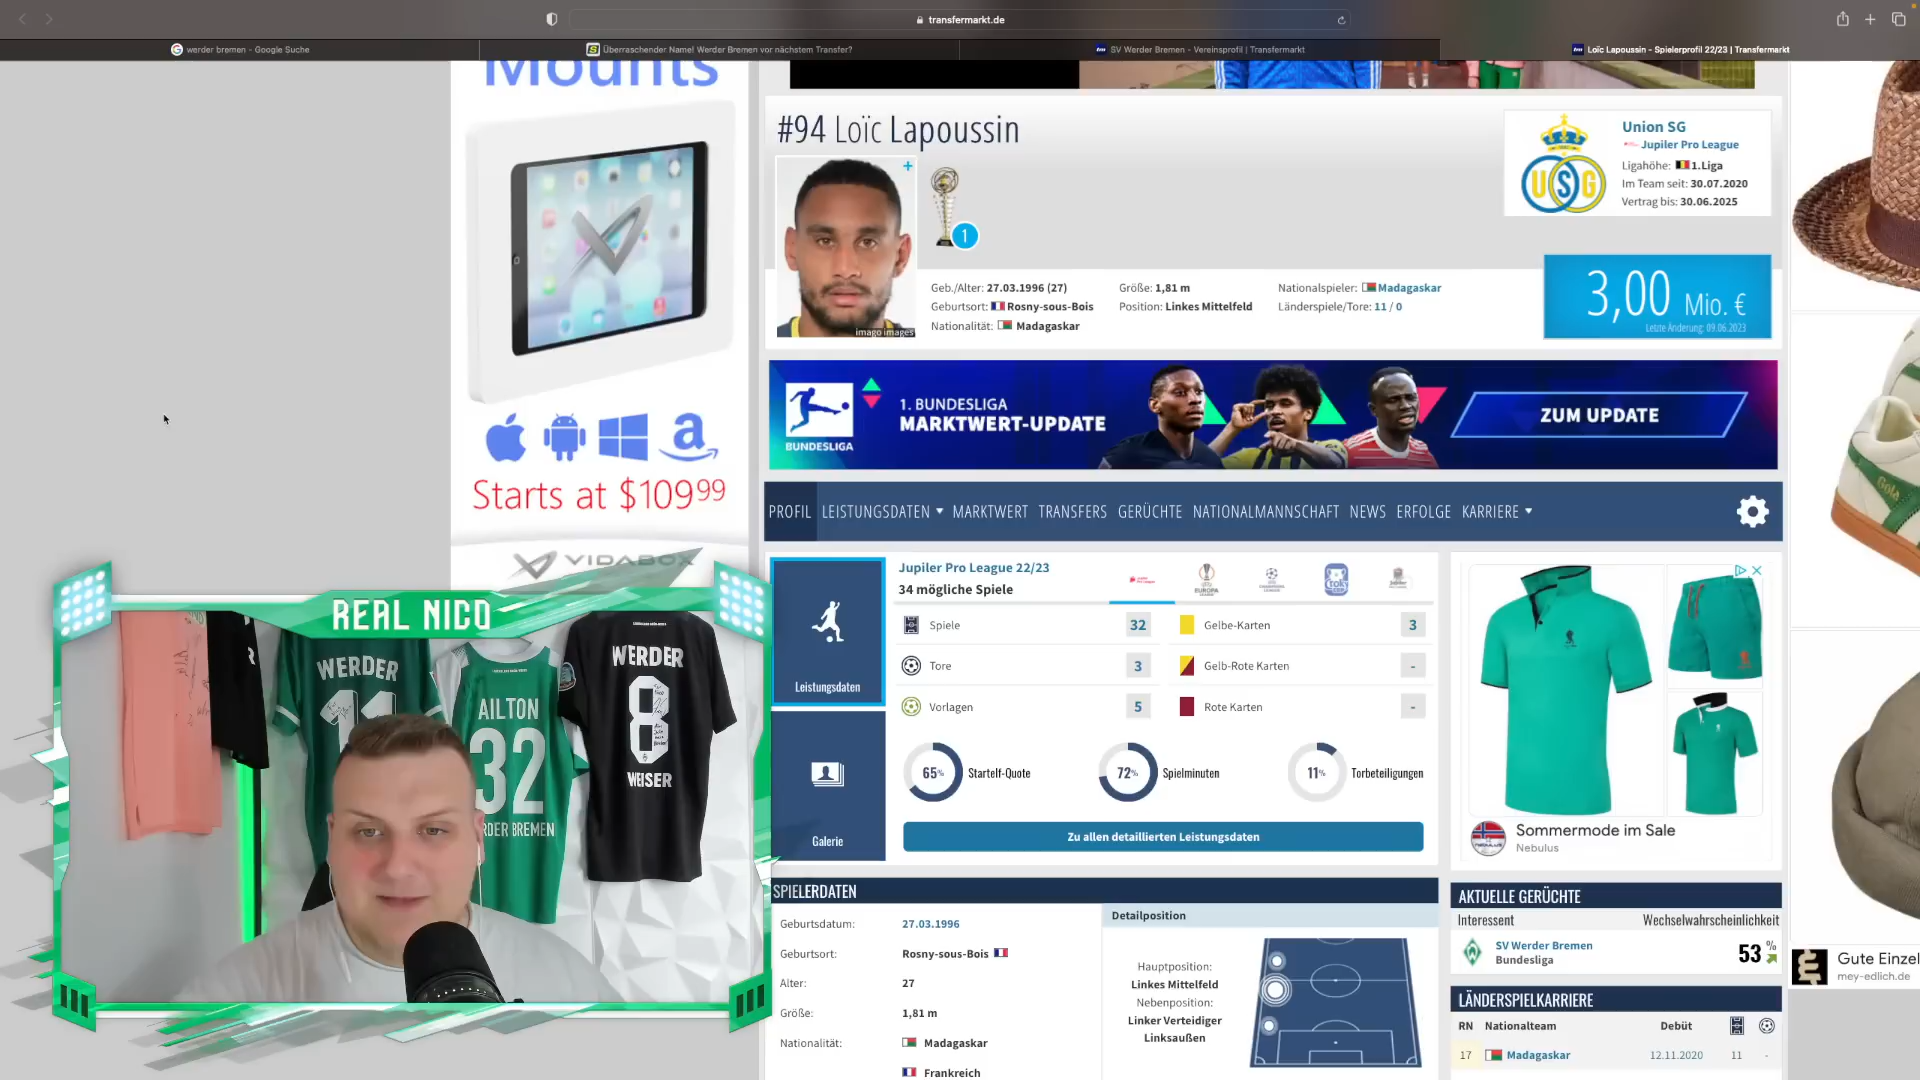 transfermarkt.de
werder bremen - Google Suche
Überraschender Name! Werder Bremen vor nächstem Transfer?
SV Werder Bremen - Vereinsprofil | Transfermarkt
Loïc Lapoussin - Spielerprofil 22/23 | Transfermarkt
Mounts
Starts at $109⁹⁹
VIDABOX
#94 Loïc Lapoussin
imago images
1
Geb./Alter: 27.03.1996 (27)
Geburtsort: Rosny-sous-Bois
Nationalität: Madagaskar
Größe: 1,81 m
Position: Linkes Mittelfeld
Nationalspieler: Madagaskar
Länderspiele/Tore: 11 / 0
USG
Union SG
Jupiler Pro League
Ligahöhe: 1.Liga
Im Team seit: 30.07.2020
Vertrag bis: 30.06.2025
3,00 Mio. €
Letzte Änderung: 09.06.2023
BUNDESLIGA
1. BUNDESLIGA
MARKTWERT-UPDATE
ZUM UPDATE
PROFIL LEISTUNGSDATEN MARKTWERT TRANSFERS GERÜCHTE NATIONALMANNSCHAFT NEWS ERFOLGE KARRIERE
Leistungsdaten
Galerie
Jupiler Pro League 22/23
34 mögliche Spiele
Spiele 32 Gelbe-Karten 3
Tore 3 Gelb-Rote Karten -
Vorlagen 5 Rote Karten -
65% Startelf-Quote 72% Spielminuten 11% Torbeteiligungen
Zu allen detaillierten Leistungsdaten
SPIELERDATEN
Geburtsdatum: 27.03.1996
Geburtsort: Rosny-sous-Bois
Alter: 27
Größe: 1,81 m
Nationalität: Madagaskar
Frankreich
Detailposition
Hauptposition:
Linkes Mittelfeld
Nebenposition:
Linker Verteidiger
Linksaußen
Sommermode im Sale
Nebulus
AKTUELLE GERÜCHTE
Interessent Wechselwahrscheinlichkeit
SV Werder Bremen
Bundesliga
53 %
LÄNDERSPIELKARRIERE
RN Nationalteam Debüt
17 Madagaskar 12.11.2020 11 -
Gute Einzel
mey-edlich.de
Gola
REAL NICO
WERDER
11
AILTON
32
RDER BREMEN
WERDER
8
WEISER